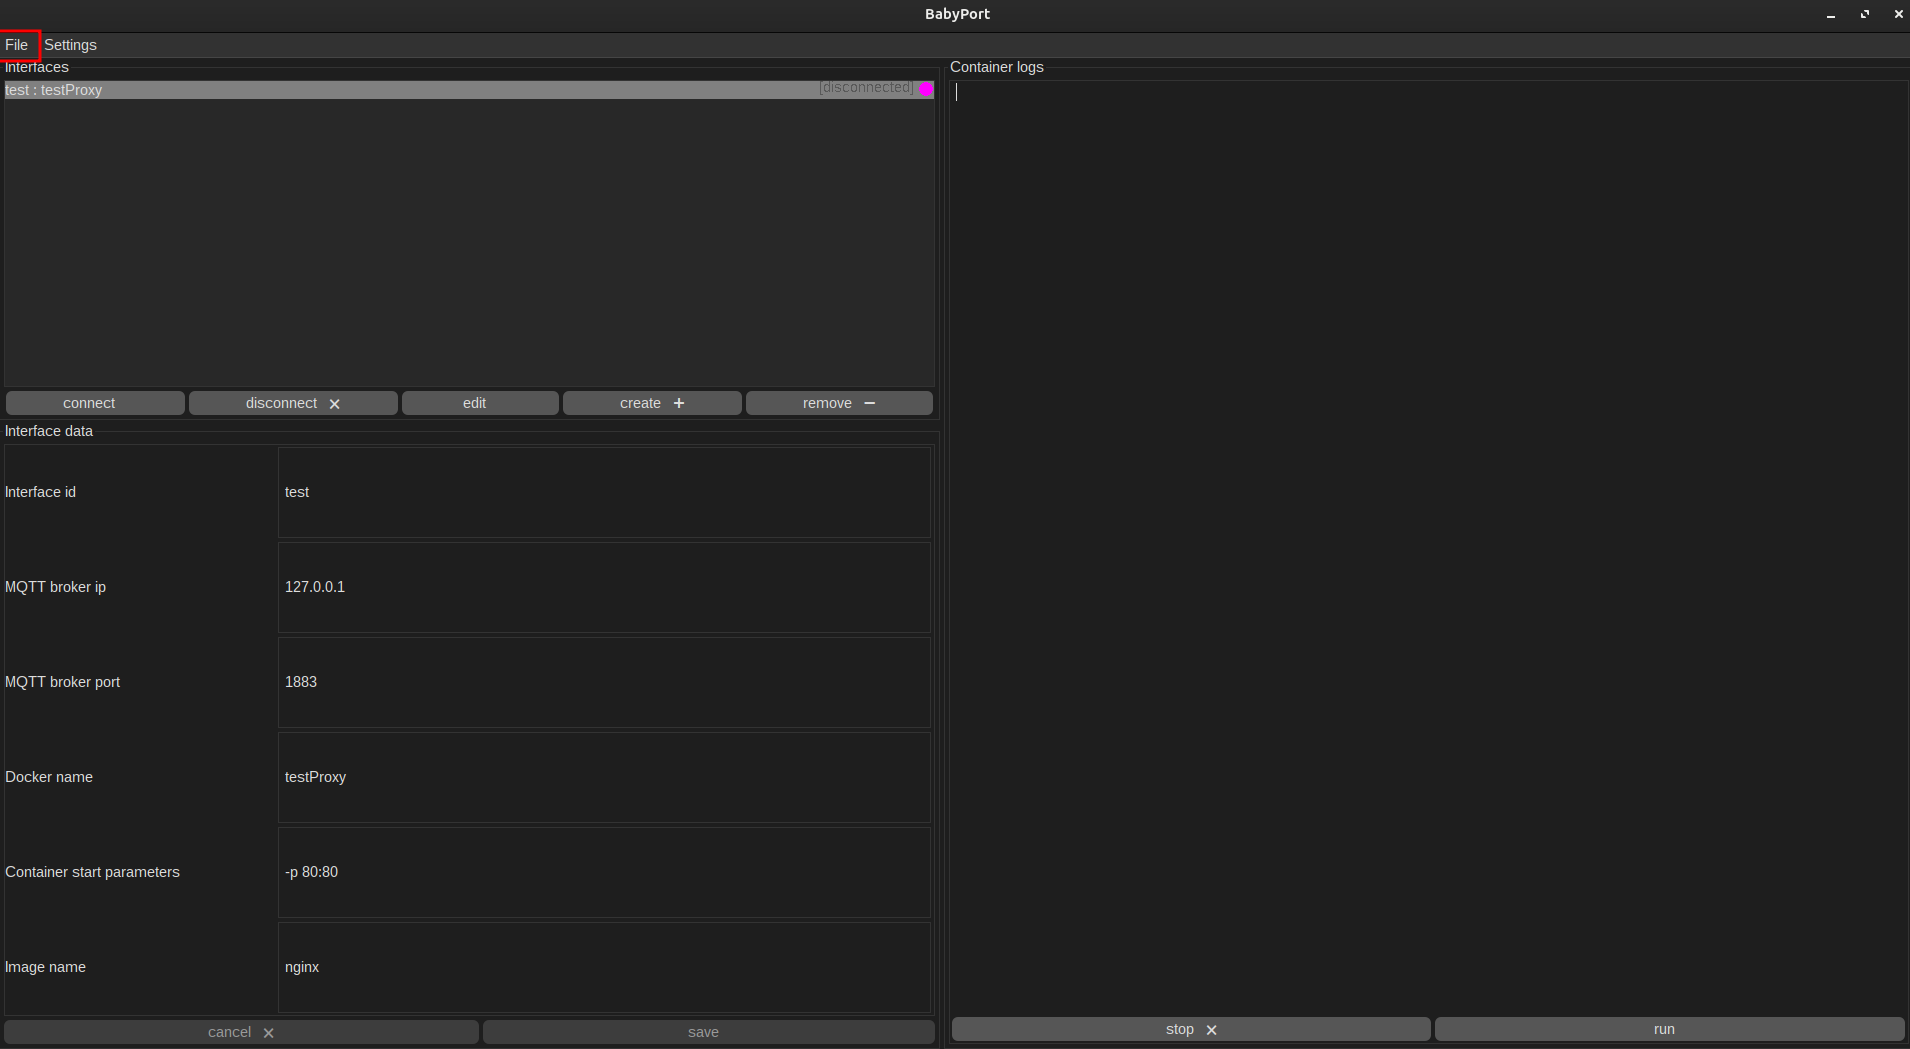 BabyPort
File Settings
Interfaces
test : testProxy [disconnected]
connect disconnect edit create remove
Interface data
Interface id test
MQTT broker ip 127.0.0.1
MQTT broker port 1883
Docker name testProxy
Container start parameters -p 80:80
Image name nginx
cancel save
Container logs
stop run